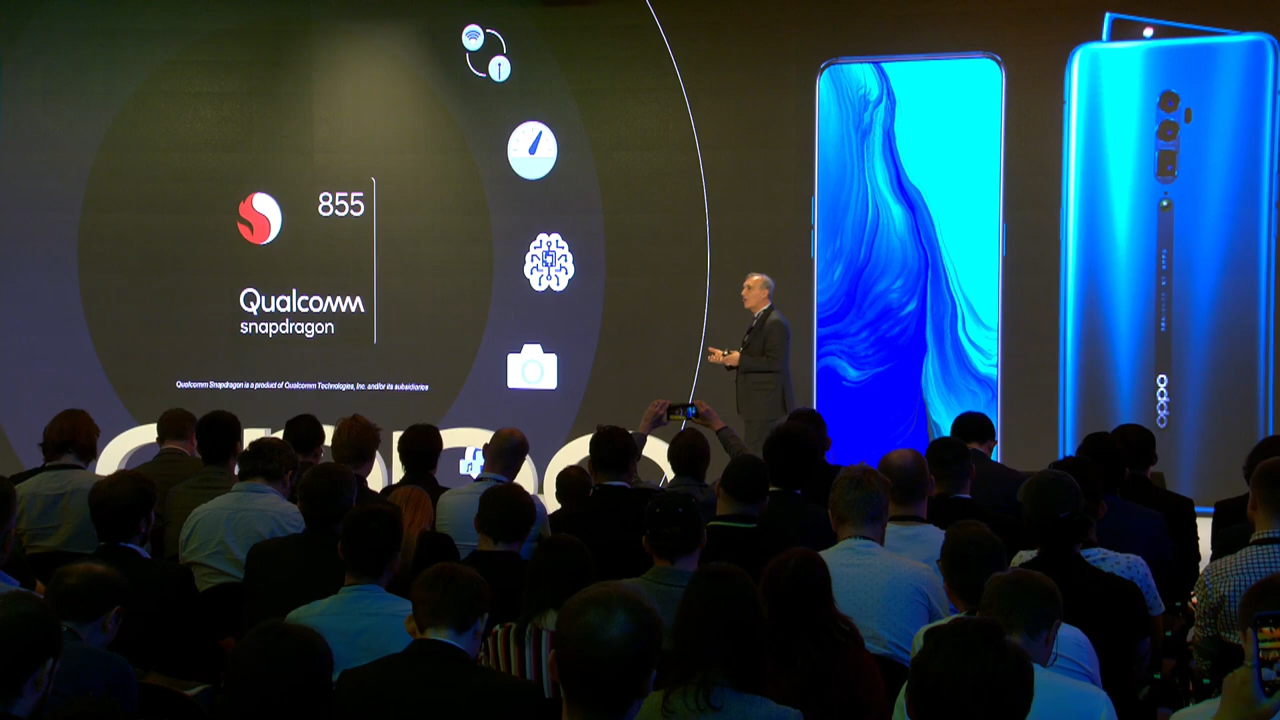 855
Qualcomm
snapdragon
Qualcomm Snapdragon is a product of Qualcomm Technologies, Inc. and/or its subsidiaries
oppo